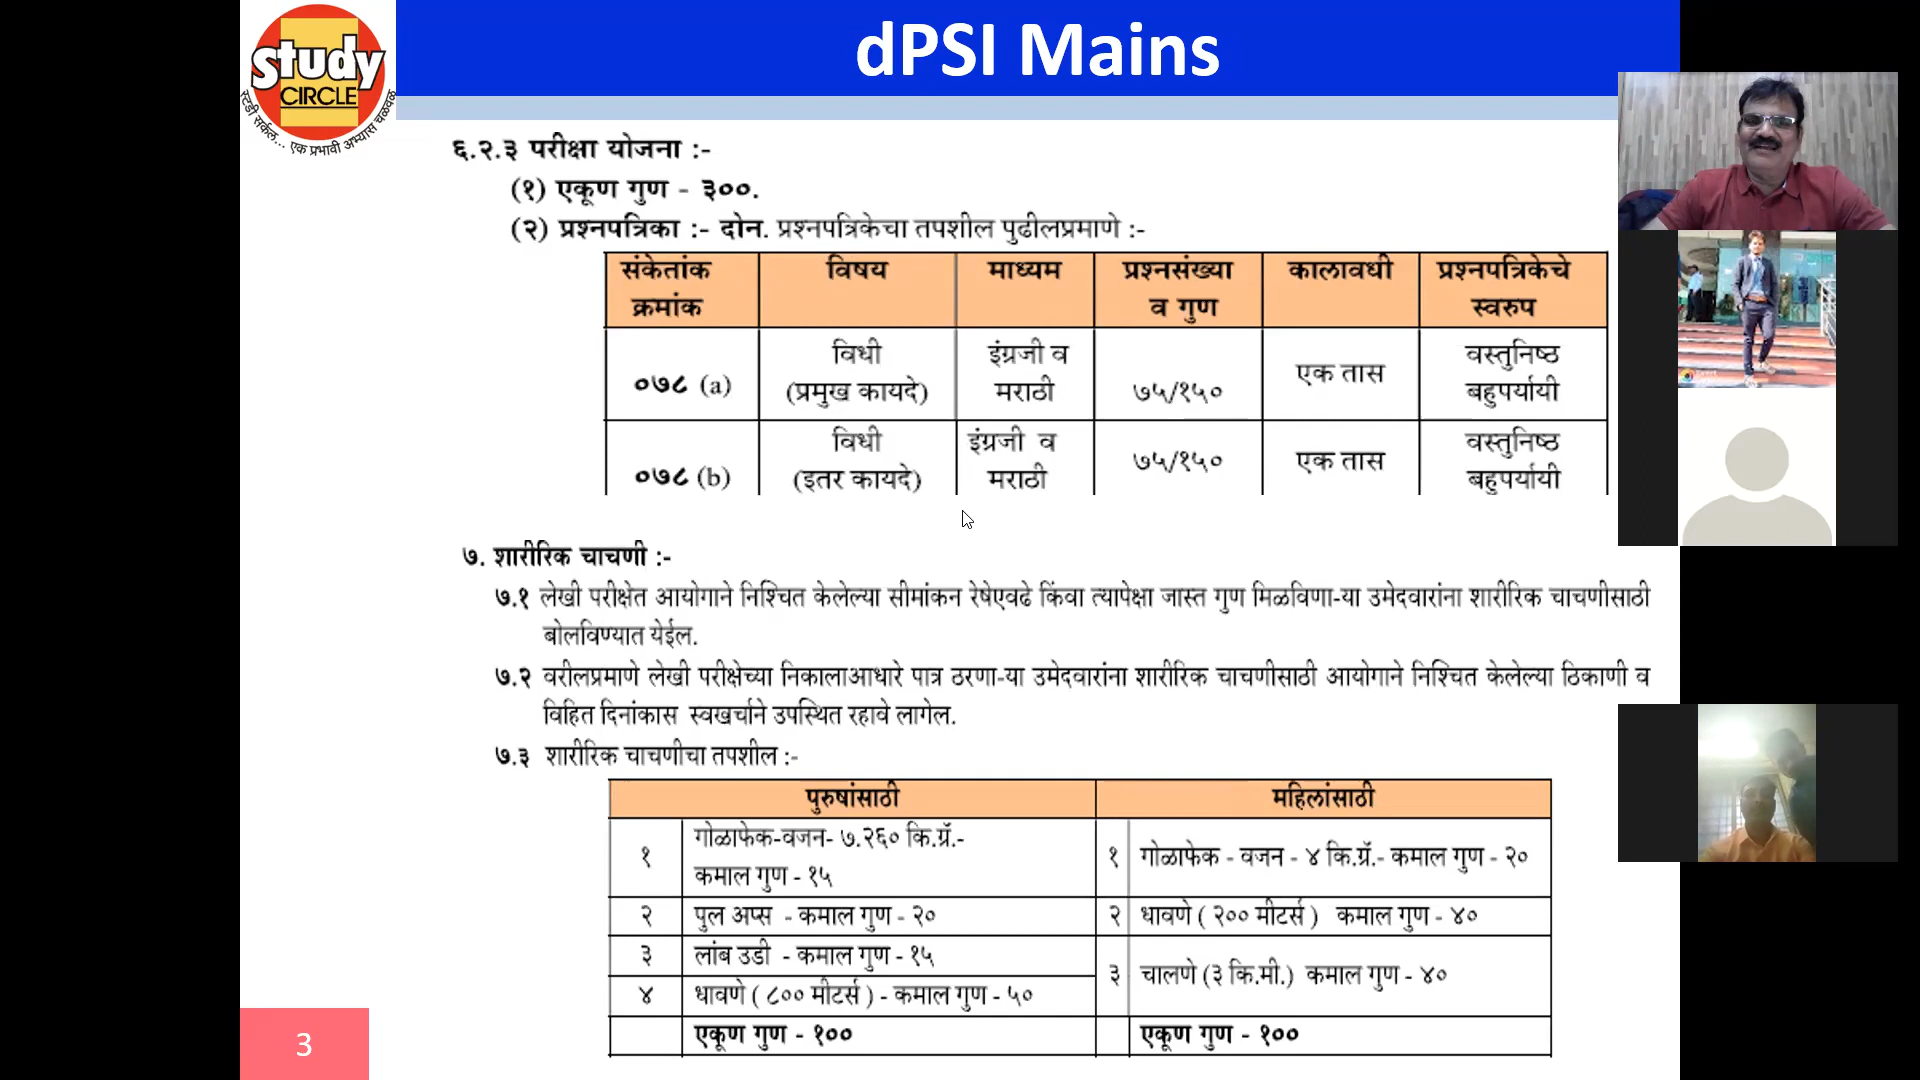 study
CIRCLE
स्टडी सर्कल... एक प्रभावी अभ्यास चळवळ
dPSI Mains
६.२.३ परीक्षा योजना :-
(१) एकूण गुण - ३००.
(२) प्रश्नपत्रिका :- दोन. प्रश्नपत्रिकेचा तपशील पुढीलप्रमाणे :-
संकेतांक क्रमांक | विषय | माध्यम | प्रश्नसंख्या व गुण | कालावधी | प्रश्नपत्रिकेचे स्वरुप
०७८ (a) | विधी (प्रमुख कायदे) | इंग्रजी व मराठी | ७५/१५० | एक तास | वस्तुनिष्ठ बहुपर्यायी
०७८ (b) | विधी (इतर कायदे) | इंग्रजी व मराठी | ७५/१५० | एक तास | वस्तुनिष्ठ बहुपर्यायी
७. शारीरिक चाचणी :-
७.१ लेखी परीक्षेत आयोगाने निश्चित केलेल्या सीमांकन रेषेएवढे किंवा त्यापेक्षा जास्त गुण मिळविणा-या उमेदवारांना शारीरिक चाचणीसाठी
बोलविण्यात येईल.
७.२ वरीलप्रमाणे लेखी परीक्षेच्या निकालाआधारे पात्र ठरणा-या उमेदवारांना शारीरिक चाचणीसाठी आयोगाने निश्चित केलेल्या ठिकाणी व
विहित दिनांकास स्वखर्चाने उपस्थित रहावे लागेल.
७.३ शारीरिक चाचणीचा तपशील :-
पुरुषांसाठी | महिलांसाठी
१ गोळाफेक-वजन- ७.२६० कि.ग्रॅ.-
कमाल गुण - १५
१ गोळाफेक - वजन - ४ कि.ग्रॅ.- कमाल गुण - २०
२ पुल अप्स - कमाल गुण - २०
२ धावणे ( २०० मीटर्स ) कमाल गुण - ४०
३ लांब उडी - कमाल गुण - १५
३ चालणे (३ कि.मी.) कमाल गुण - ४०
४ धावणे ( ८०० मीटर्स ) - कमाल गुण - ५०
एकूण गुण - १००
एकूण गुण - १००
3